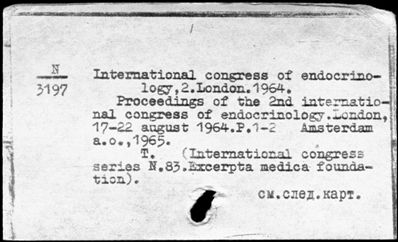 N
3197
International congress of endocrino-
logy,2.London.1964.
Proceedings of the 2nd internatio-
nal congress of endocrinology.London,
17-22 august 1964.P.1-2 Amsterdam
a.o.,1965.
T. (International congress
series N.83.Excerpta medica founda-
tion).
см.след.карт.